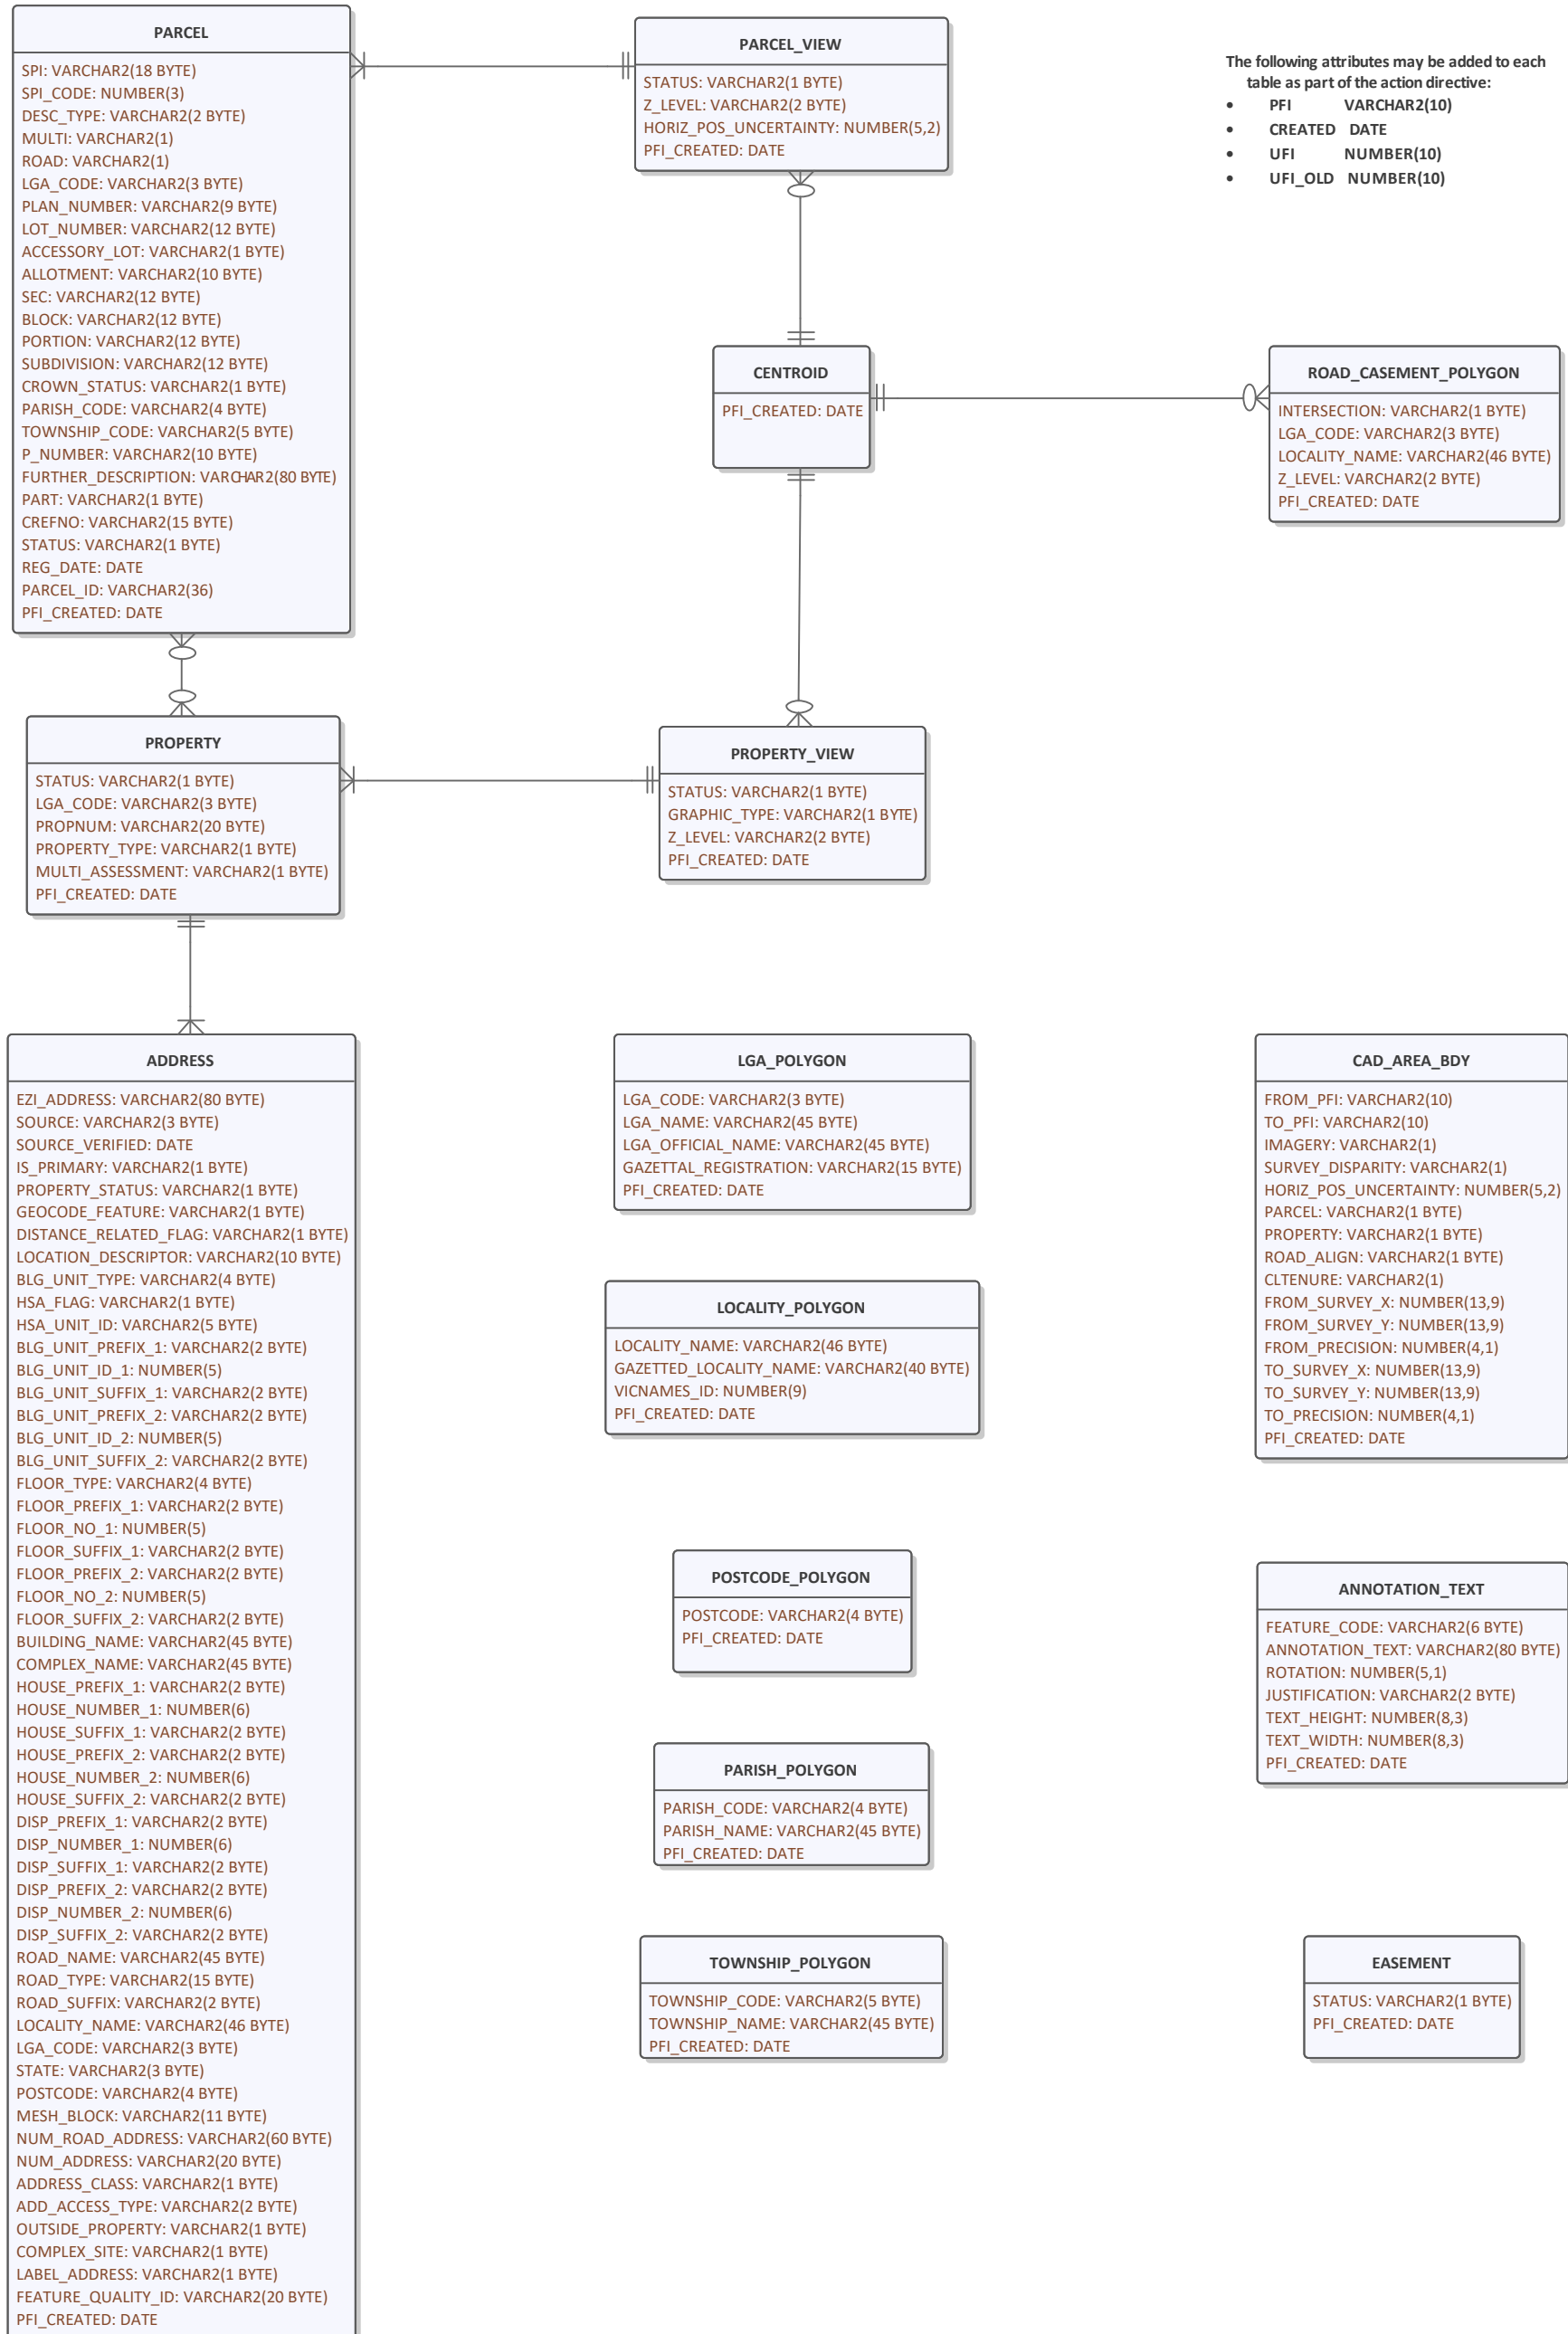 PARCEL
SPI: VARCHAR2(18 BYTE)
SPI_CODE: NUMBER(3)
DESC_TYPE: VARCHAR2(2 BYTE)
MULTI: VARCHAR2(1)
ROAD: VARCHAR2(1)
LGA_CODE: VARCHAR2(3 BYTE)
PLAN_NUMBER: VARCHAR2(9 BYTE)
LOT_NUMBER: VARCHAR2(12 BYTE)
ACCESSORY_LOT: VARCHAR2(1 BYTE)
ALLOTMENT: VARCHAR2(10 BYTE)
SEC: VARCHAR2(12 BYTE)
BLOCK: VARCHAR2(12 BYTE)
PORTION: VARCHAR2(12 BYTE)
SUBDIVISION: VARCHAR2(12 BYTE)
CROWN_STATUS: VARCHAR2(1 BYTE)
PARISH_CODE: VARCHAR2(4 BYTE)
TOWNSHIP_CODE: VARCHAR2(5 BYTE)
P_NUMBER: VARCHAR2(10 BYTE)
FURTHER_DESCRIPTION: VARCHAR2(80 BYTE)
PART: VARCHAR2(1 BYTE)
CREFNO: VARCHAR2(15 BYTE)
STATUS: VARCHAR2(1 BYTE)
REG_DATE: DATE
PARCEL_ID: VARCHAR2(36)
PFI_CREATED: DATE
PARCEL_VIEW
STATUS: VARCHAR2(1 BYTE)
Z_LEVEL: VARCHAR2(2 BYTE)
HORIZ_POS_UNCERTAINTY: NUMBER(5,2)
PFI_CREATED: DATE
The following attributes may be added to each
table as part of the action directive:
• PFI VARCHAR2(10)
• CREATED DATE
• UFI NUMBER(10)
• UFI_OLD NUMBER(10)
CENTROID
PFI_CREATED: DATE
ROAD_CASEMENT_POLYGON
INTERSECTION: VARCHAR2(1 BYTE)
LGA_CODE: VARCHAR2(3 BYTE)
LOCALITY_NAME: VARCHAR2(46 BYTE)
Z_LEVEL: VARCHAR2(2 BYTE)
PFI_CREATED: DATE
PROPERTY
STATUS: VARCHAR2(1 BYTE)
LGA_CODE: VARCHAR2(3 BYTE)
PROPNUM: VARCHAR2(20 BYTE)
PROPERTY_TYPE: VARCHAR2(1 BYTE)
MULTI_ASSESSMENT: VARCHAR2(1 BYTE)
PFI_CREATED: DATE
PROPERTY_VIEW
STATUS: VARCHAR2(1 BYTE)
GRAPHIC_TYPE: VARCHAR2(1 BYTE)
Z_LEVEL: VARCHAR2(2 BYTE)
PFI_CREATED: DATE
ADDRESS
EZI_ADDRESS: VARCHAR2(80 BYTE)
SOURCE: VARCHAR2(3 BYTE)
SOURCE_VERIFIED: DATE
IS_PRIMARY: VARCHAR2(1 BYTE)
PROPERTY_STATUS: VARCHAR2(1 BYTE)
GEOCODE_FEATURE: VARCHAR2(1 BYTE)
DISTANCE_RELATED_FLAG: VARCHAR2(1 BYTE)
LOCATION_DESCRIPTOR: VARCHAR2(10 BYTE)
BLG_UNIT_TYPE: VARCHAR2(4 BYTE)
HSA_FLAG: VARCHAR2(1 BYTE)
HSA_UNIT_ID: VARCHAR2(5 BYTE)
BLG_UNIT_PREFIX_1: VARCHAR2(2 BYTE)
BLG_UNIT_ID_1: NUMBER(5)
BLG_UNIT_SUFFIX_1: VARCHAR2(2 BYTE)
BLG_UNIT_PREFIX_2: VARCHAR2(2 BYTE)
BLG_UNIT_ID_2: NUMBER(5)
BLG_UNIT_SUFFIX_2: VARCHAR2(2 BYTE)
FLOOR_TYPE: VARCHAR2(4 BYTE)
FLOOR_PREFIX_1: VARCHAR2(2 BYTE)
FLOOR_NO_1: NUMBER(5)
FLOOR_SUFFIX_1: VARCHAR2(2 BYTE)
FLOOR_PREFIX_2: VARCHAR2(2 BYTE)
FLOOR_NO_2: NUMBER(5)
FLOOR_SUFFIX_2: VARCHAR2(2 BYTE)
BUILDING_NAME: VARCHAR2(45 BYTE)
COMPLEX_NAME: VARCHAR2(45 BYTE)
HOUSE_PREFIX_1: VARCHAR2(2 BYTE)
HOUSE_NUMBER_1: NUMBER(6)
HOUSE_SUFFIX_1: VARCHAR2(2 BYTE)
HOUSE_PREFIX_2: VARCHAR2(2 BYTE)
HOUSE_NUMBER_2: NUMBER(6)
HOUSE_SUFFIX_2: VARCHAR2(2 BYTE)
DISP_PREFIX_1: VARCHAR2(2 BYTE)
DISP_NUMBER_1: NUMBER(6)
DISP_SUFFIX_1: VARCHAR2(2 BYTE)
DISP_PREFIX_2: VARCHAR2(2 BYTE)
DISP_NUMBER_2: NUMBER(6)
DISP_SUFFIX_2: VARCHAR2(2 BYTE)
ROAD_NAME: VARCHAR2(45 BYTE)
ROAD_TYPE: VARCHAR2(15 BYTE)
ROAD_SUFFIX: VARCHAR2(2 BYTE)
LOCALITY_NAME: VARCHAR2(46 BYTE)
LGA_CODE: VARCHAR2(3 BYTE)
STATE: VARCHAR2(3 BYTE)
POSTCODE: VARCHAR2(4 BYTE)
MESH_BLOCK: VARCHAR2(11 BYTE)
NUM_ROAD_ADDRESS: VARCHAR2(60 BYTE)
NUM_ADDRESS: VARCHAR2(20 BYTE)
ADDRESS_CLASS: VARCHAR2(1 BYTE)
ADD_ACCESS_TYPE: VARCHAR2(2 BYTE)
OUTSIDE_PROPERTY: VARCHAR2(1 BYTE)
COMPLEX_SITE: VARCHAR2(1 BYTE)
LABEL_ADDRESS: VARCHAR2(1 BYTE)
FEATURE_QUALITY_ID: VARCHAR2(20 BYTE)
PFI_CREATED: DATE
LGA_POLYGON
LGA_CODE: VARCHAR2(3 BYTE)
LGA_NAME: VARCHAR2(45 BYTE)
LGA_OFFICIAL_NAME: VARCHAR2(45 BYTE)
GAZETTAL_REGISTRATION: VARCHAR2(15 BYTE)
PFI_CREATED: DATE
LOCALITY_POLYGON
LOCALITY_NAME: VARCHAR2(46 BYTE)
GAZETTED_LOCALITY_NAME: VARCHAR2(40 BYTE)
VICNAMES_ID: NUMBER(9)
PFI_CREATED: DATE
POSTCODE_POLYGON
POSTCODE: VARCHAR2(4 BYTE)
PFI_CREATED: DATE
PARISH_POLYGON
PARISH_CODE: VARCHAR2(4 BYTE)
PARISH_NAME: VARCHAR2(45 BYTE)
PFI_CREATED: DATE
TOWNSHIP_POLYGON
TOWNSHIP_CODE: VARCHAR2(5 BYTE)
TOWNSHIP_NAME: VARCHAR2(45 BYTE)
PFI_CREATED: DATE
CAD_AREA_BDY
FROM_PFI: VARCHAR2(10)
TO_PFI: VARCHAR2(10)
IMAGERY: VARCHAR2(1)
SURVEY_DISPARITY: VARCHAR2(1)
HORIZ_POS_UNCERTAINTY: NUMBER(5,2)
PARCEL: VARCHAR2(1 BYTE)
PROPERTY: VARCHAR2(1 BYTE)
ROAD_ALIGN: VARCHAR2(1 BYTE)
CLTENURE: VARCHAR2(1)
FROM_SURVEY_X: NUMBER(13,9)
FROM_SURVEY_Y: NUMBER(13,9)
FROM_PRECISION: NUMBER(4,1)
TO_SURVEY_X: NUMBER(13,9)
TO_SURVEY_Y: NUMBER(13,9)
TO_PRECISION: NUMBER(4,1)
PFI_CREATED: DATE
ANNOTATION_TEXT
FEATURE_CODE: VARCHAR2(6 BYTE)
ANNOTATION_TEXT: VARCHAR2(80 BYTE)
ROTATION: NUMBER(5,1)
JUSTIFICATION: VARCHAR2(2 BYTE)
TEXT_HEIGHT: NUMBER(8,3)
TEXT_WIDTH: NUMBER(8,3)
PFI_CREATED: DATE
EASEMENT
STATUS: VARCHAR2(1 BYTE)
PFI_CREATED: DATE